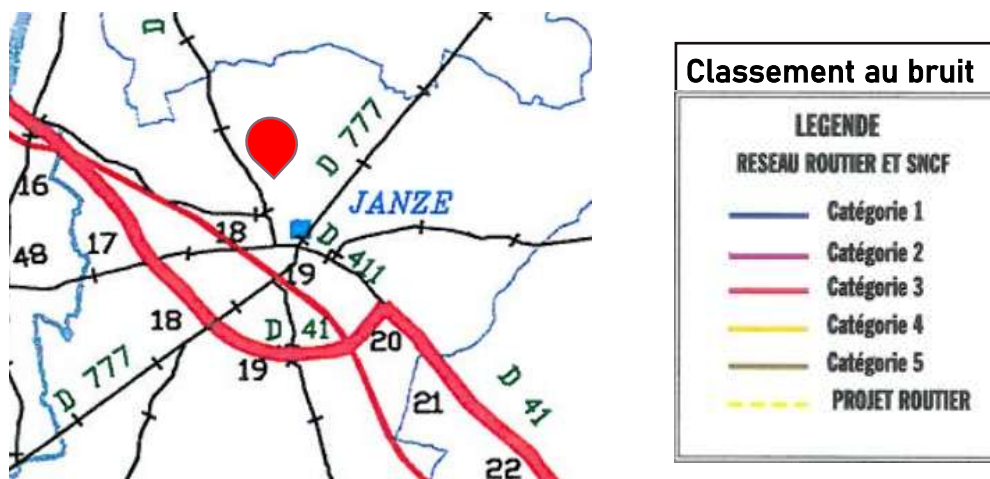 D
D 777
16
JANZE
18
D 411
17
48
19
18
D 41
20
19
D 777
21
D 41
22
Classement au bruit
LEGENDE
RESEAU ROUTIER ET SNCF
Catégorie 1
Catégorie 2
Catégorie 3
Catégorie 4
Catégorie 5
PROJET ROUTIER